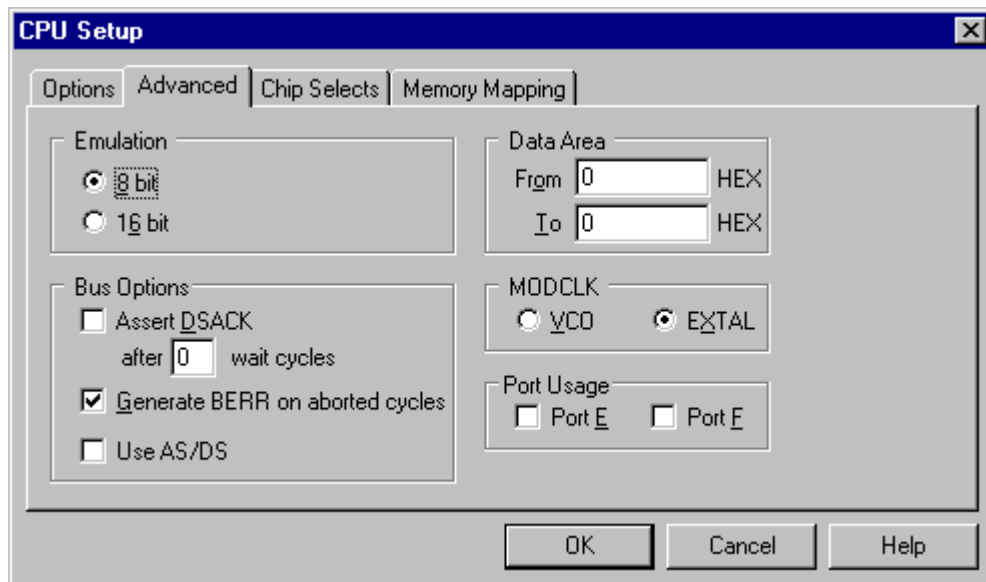 CPU Setup
Options Advanced Chip Selects Memory Mapping
Emulation
8 bit
16 bit
Bus Options
Assert DSACK
after 0 wait cycles
Generate BERR on aborted cycles
Use AS/DS
Data Area
From 0 HEX
To 0 HEX
MODCLK
VCO EXTAL
Port Usage
Port E Port F
OK Cancel Help